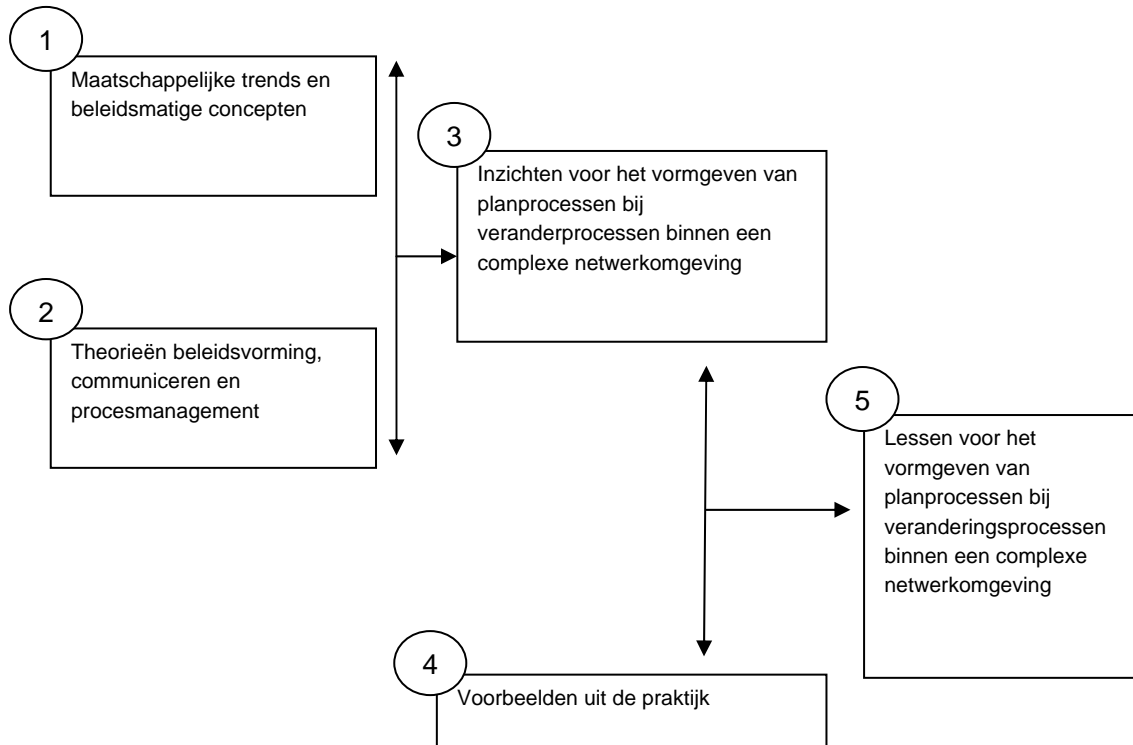 1
Maatschappelijke trends en
beleidsmatige concepten
2
Theorieën beleidsvorming,
communiceren en
procesmanagement
3
Inzichten voor het vormgeven van
planprocessen bij
veranderprocessen binnen een
complexe netwerkomgeving
4
Voorbeelden uit de praktijk
5
Lessen voor het
vormgeven van
planprocessen bij
veranderingsprocessen
binnen een complexe
netwerkomgeving